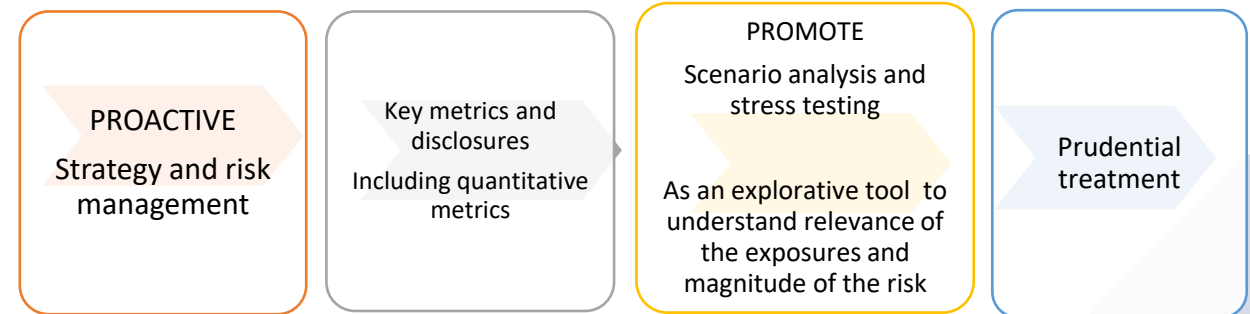 PROACTIVE
Strategy and risk
management
Key metrics and
disclosures
Including quantitative
metrics
PROMOTE
Scenario analysis and
stress testing
As an explorative tool to
understand relevance of
the exposures and
magnitude of the risk
Prudential
treatment